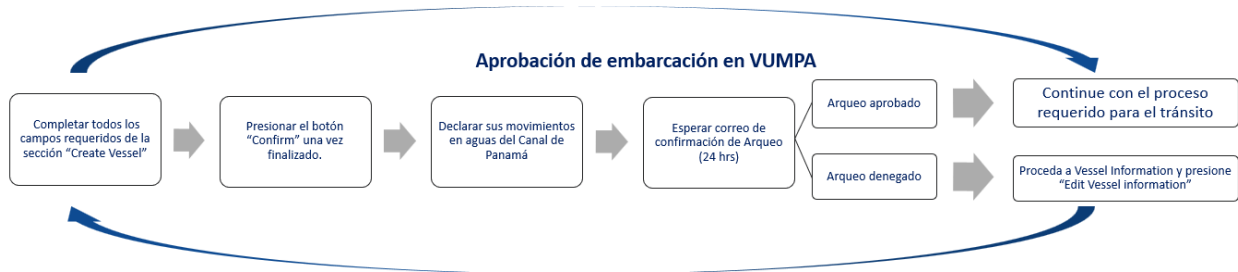 Aprobación de embarcación en VUMPA
Completar todos los
campos requeridos de la
sección “Create Vessel”
Presionar el botón
“Confirm” una vez
finalizado.
Declarar sus movimientos
en aguas del Canal de
Panamá
Esperar correo de
confirmación de Arqueo
(24 hrs)
Arqueo aprobado
Continue con el proceso
requerido para el tránsito
Arqueo denegado
Proceda a Vessel Information y presione
“Edit Vessel information”